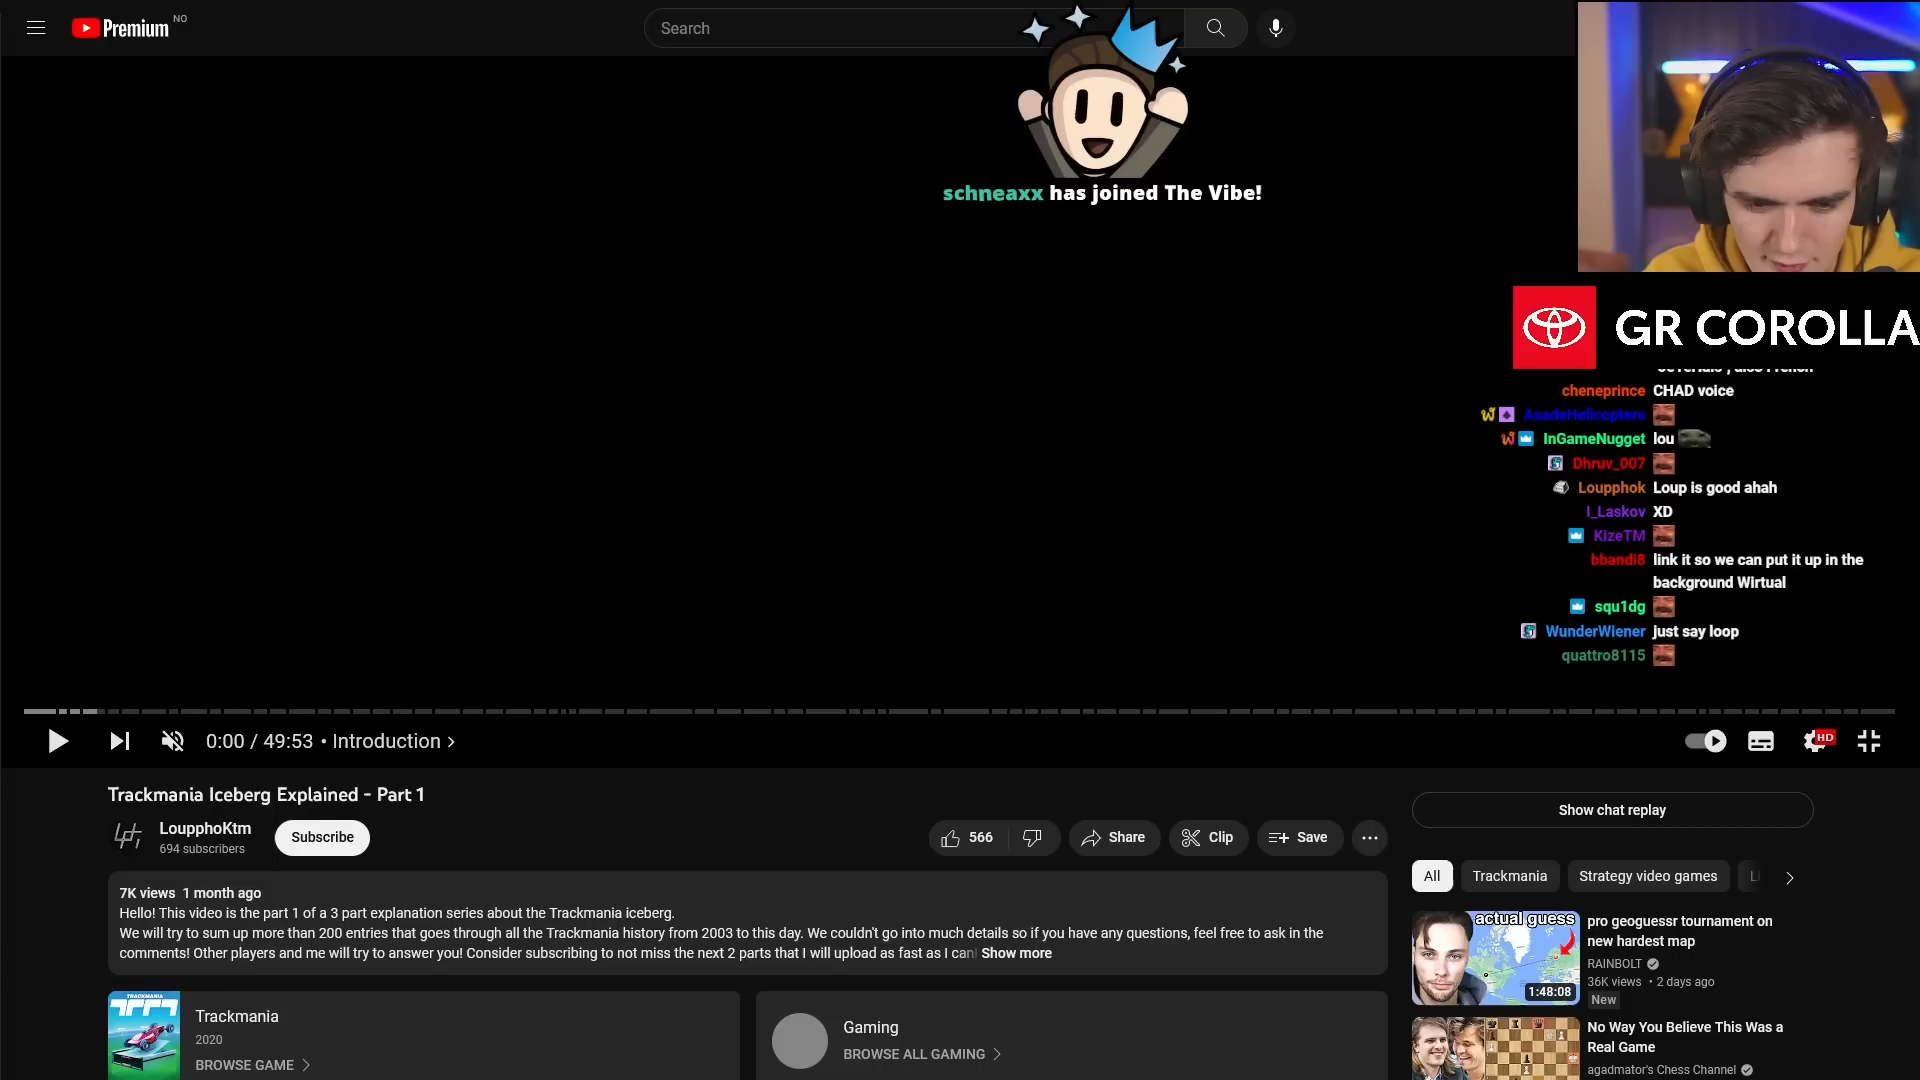 Premium NO
Search
schneaxx has joined The Vibe!
GR COROLLA
cheneprince CHAD voice
AsadeHelicoptero
InGameNugget lou
Dhruv_007
Loupphok Loup is good ahah
I_Laskov XD
KizeTM
bbandi8 link it so we can put it up in the
background Wirtual
squ1dg
WunderWiener just say loop
quattro8115
0:00 / 49:53 • Introduction
HD
Trackmania Iceberg Explained - Part 1
LoupphoKtm
694 subscribers
Subscribe
566
Share
Clip
Save
7K views 1 month ago
Hello! This video is the part 1 of a 3 part explanation series about the Trackmania iceberg.
We will try to sum up more than 200 entries that goes through all the Trackmania history from 2003 to this day. We couldn't go into much details so if you have any questions, feel free to ask in the
comments! Other players and me will try to answer you! Consider subscribing to not miss the next 2 parts that I will upload as fast as I can! Show more
TRACKMANIA
Trackmania
2020
BROWSE GAME
Gaming
BROWSE ALL GAMING
Show chat replay
All
Trackmania
Strategy video games
Li
actual guess
1:48:08
pro geoguessr tournament on
new hardest map
RAINBOLT
36K views • 2 days ago
New
No Way You Believe This Was a
Real Game
agadmator's Chess Channel